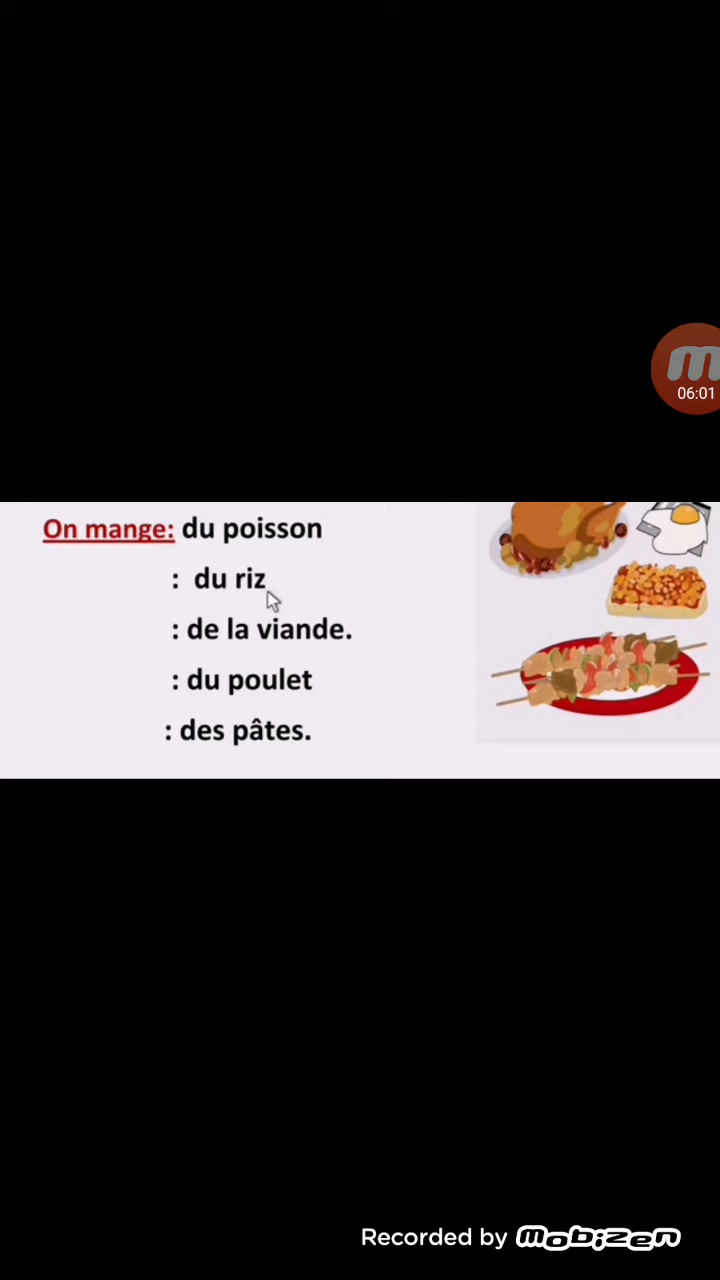 06:01
On mange: du poisson
: du riz
: de la viande.
: du poulet
: des pâtes.
Recorded by mobizen